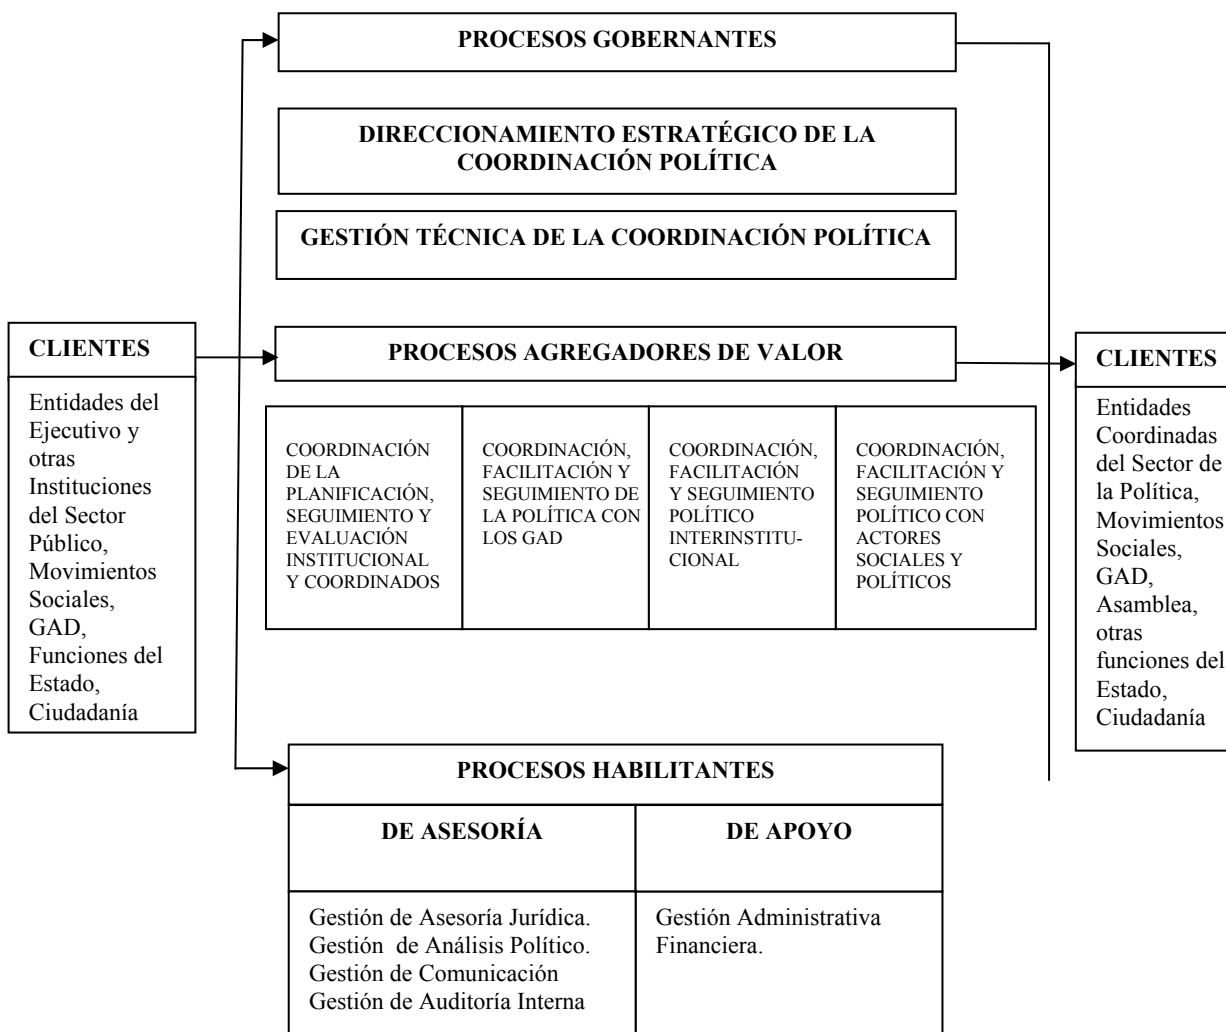 PROCESOS GOBERNANTES
DIRECCIONAMIENTO ESTRATÉGICO DE LA
COORDINACIÓN POLÍTICA
GESTIÓN TÉCNICA DE LA COORDINACIÓN POLÍTICA
CLIENTES
Entidades del
Ejecutivo y
otras
Instituciones
del Sector
Público,
Movimientos
Sociales,
GAD,
Funciones del
Estado,
Ciudadanía
PROCESOS AGREGADORES DE VALOR
COORDINACIÓN
DE LA
PLANIFICACIÓN,
SEGUIMIENTO Y
EVALUACIÓN
INSTITUCIONAL
Y COORDINADOS
COORDINACIÓN,
FACILITACIÓN Y
SEGUIMIENTO DE
LA POLÍTICA CON
LOS GAD
COORDINACIÓN,
FACILITACIÓN
Y SEGUIMIENTO
POLÍTICO
INTERINSTITU-
CIONAL
COORDINACIÓN,
FACILITACIÓN Y
SEGUIMIENTO
POLÍTICO CON
ACTORES
SOCIALES Y
POLÍTICOS
CLIENTES
Entidades
Coordinadas
del Sector de
la Política,
Movimientos
Sociales,
GAD,
Asamblea,
otras
funciones del
Estado,
Ciudadanía
PROCESOS HABILITANTES
DE ASESORÍA
Gestión de Asesoría Jurídica.
Gestión de Análisis Político.
Gestión de Comunicación
Gestión de Auditoría Interna
DE APOYO
Gestión Administrativa
Financiera.